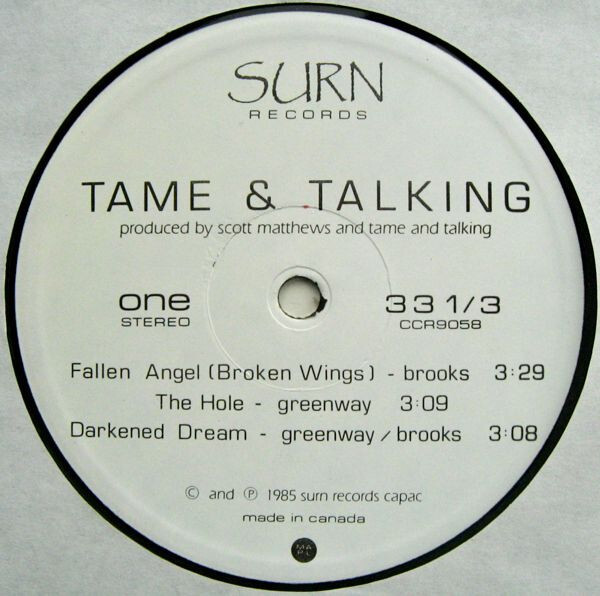 SURN
RECORDS
TAME & TALKING
produced by scott matthews and tame and talking
one
STEREO
33 1/3
CCR9058
Fallen Angel (Broken Wings) - brooks 3:29
The Hole - greenway 3:09
Darkened Dream - greenway / brooks 3:08
© and ℗ 1985 surn records capac
made in canada
MA
PL